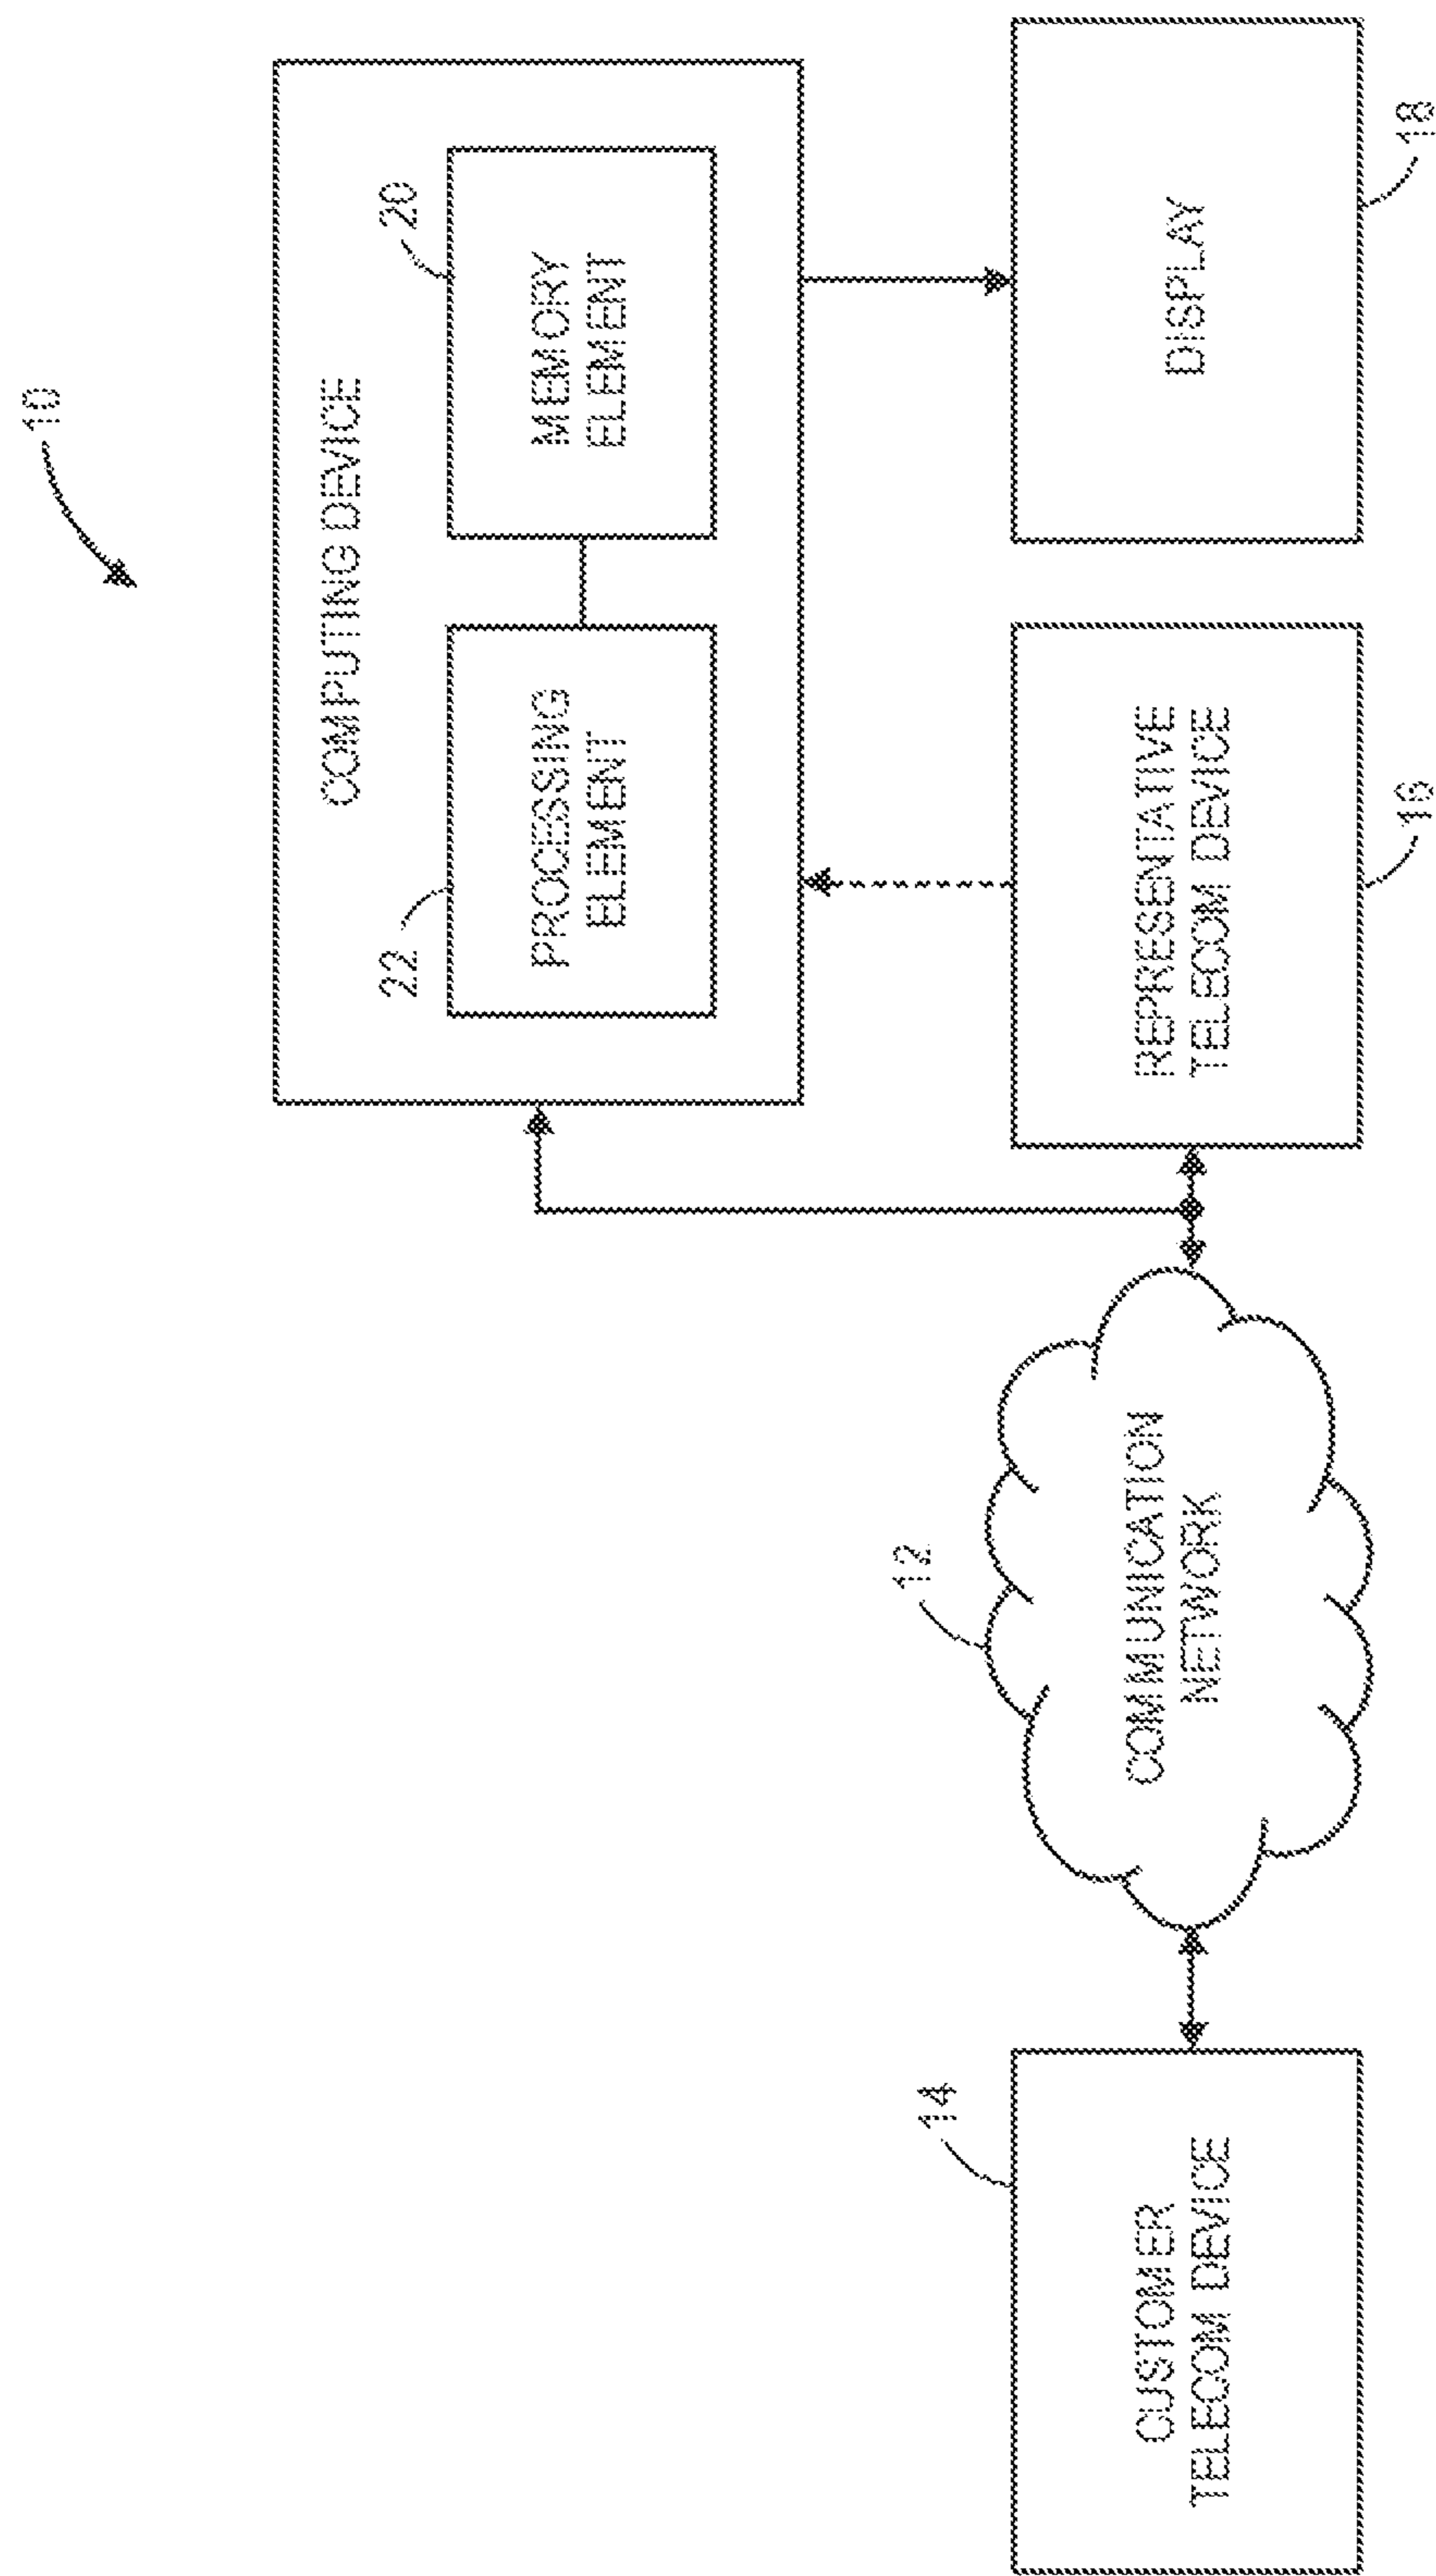 10
COMPUTING DEVICE
22
20
PROCESSING
ELEMENT
MEMORY
ELEMENT
14
12
CUSTOMER
TELECOM DEVICE
COMMUNICATION
NETWORK
REPRESENTATIVE
TELECOM DEVICE
DISPLAY
16
18